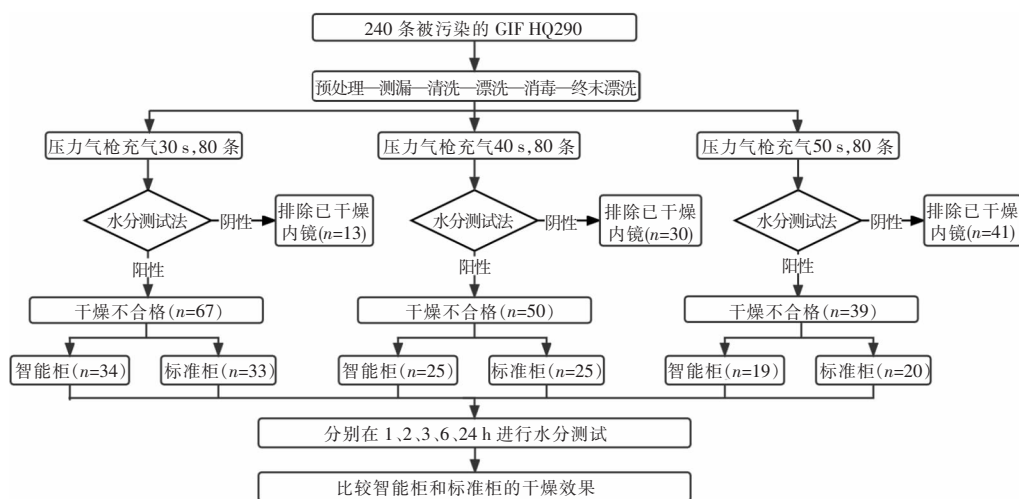 240 条被污染的 GIF HQ290
预处理—测漏—清洗—漂洗—消毒—终末漂洗
压力气枪充气30 s,80 条
压力气枪充气40 s,80 条
压力气枪充气50 s,80 条
水分测试法
阴性
排除已干燥
内镜(n=13)
水分测试法
阴性
排除已干燥
内镜(n=30)
水分测试法
阴性
排除已干燥
内镜(n=41)
阳性
阳性
阳性
干燥不合格(n=67)
干燥不合格(n=50)
干燥不合格(n=39)
智能柜(n=34)
标准柜(n=33)
智能柜(n=25)
标准柜(n=25)
智能柜(n=19)
标准柜(n=20)
分别在 1、2、3、6、24 h 进行水分测试
比较智能柜和标准柜的干燥效果